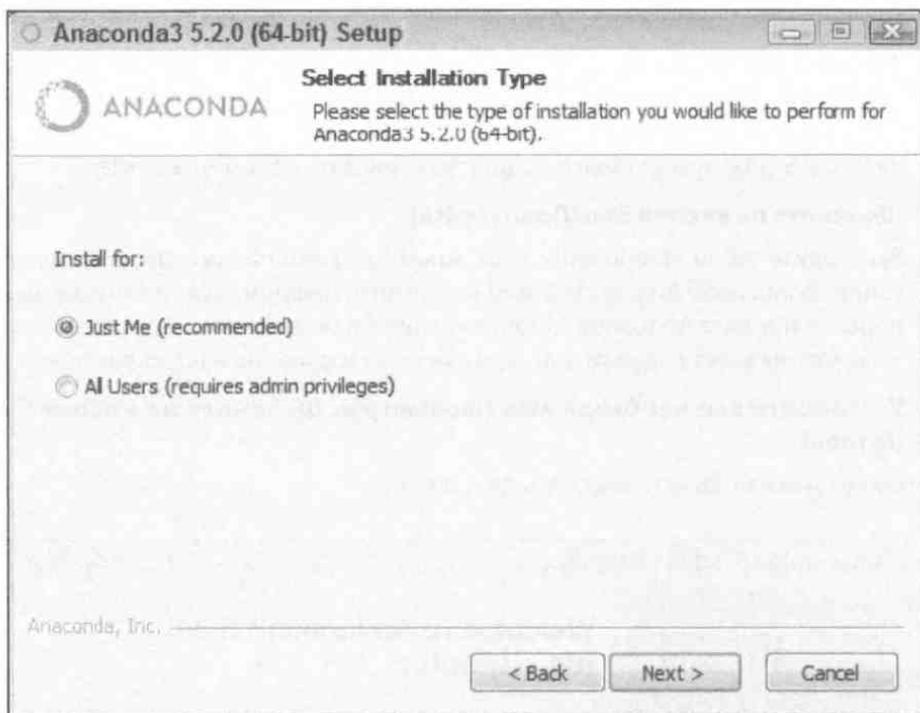 Anaconda3 5.2.0 (64-bit) Setup
ANACONDA
Select Installation Type
Please select the type of installation you would like to perform for
Anaconda3 5.2.0 (64-bit).
Install for:
Just Me (recommended)
All Users (requires admin privileges)
Anaconda, Inc.
< Back
Next >
Cancel